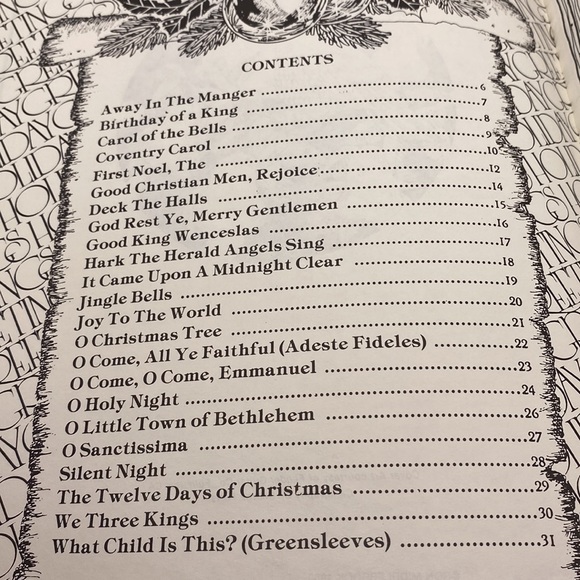 CONTENTS
Away In The Manger ........ 6
Birthday of a King ........ 7
Carol of the Bells ........ 8
Coventry Carol ........ 9
First Noel, The ........ 10
Good Christian Men, Rejoice ........ 12
Deck The Halls ........ 14
God Rest Ye, Merry Gentlemen ........ 15
Good King Wenceslas ........ 16
Hark The Herald Angels Sing ........ 17
It Came Upon A Midnight Clear ........ 18
Jingle Bells ........ 19
Joy To The World ........ 20
O Christmas Tree ........ 21
O Come, All Ye Faithful (Adeste Fideles) ........ 22
O Come, O Come, Emmanuel ........ 23
O Holy Night ........ 24
O Little Town of Bethlehem ........ 26
O Sanctissima ........ 27
Silent Night ........ 28
The Twelve Days of Christmas ........ 29
We Three Kings ........ 30
What Child Is This? (Greensleeves) ........ 31